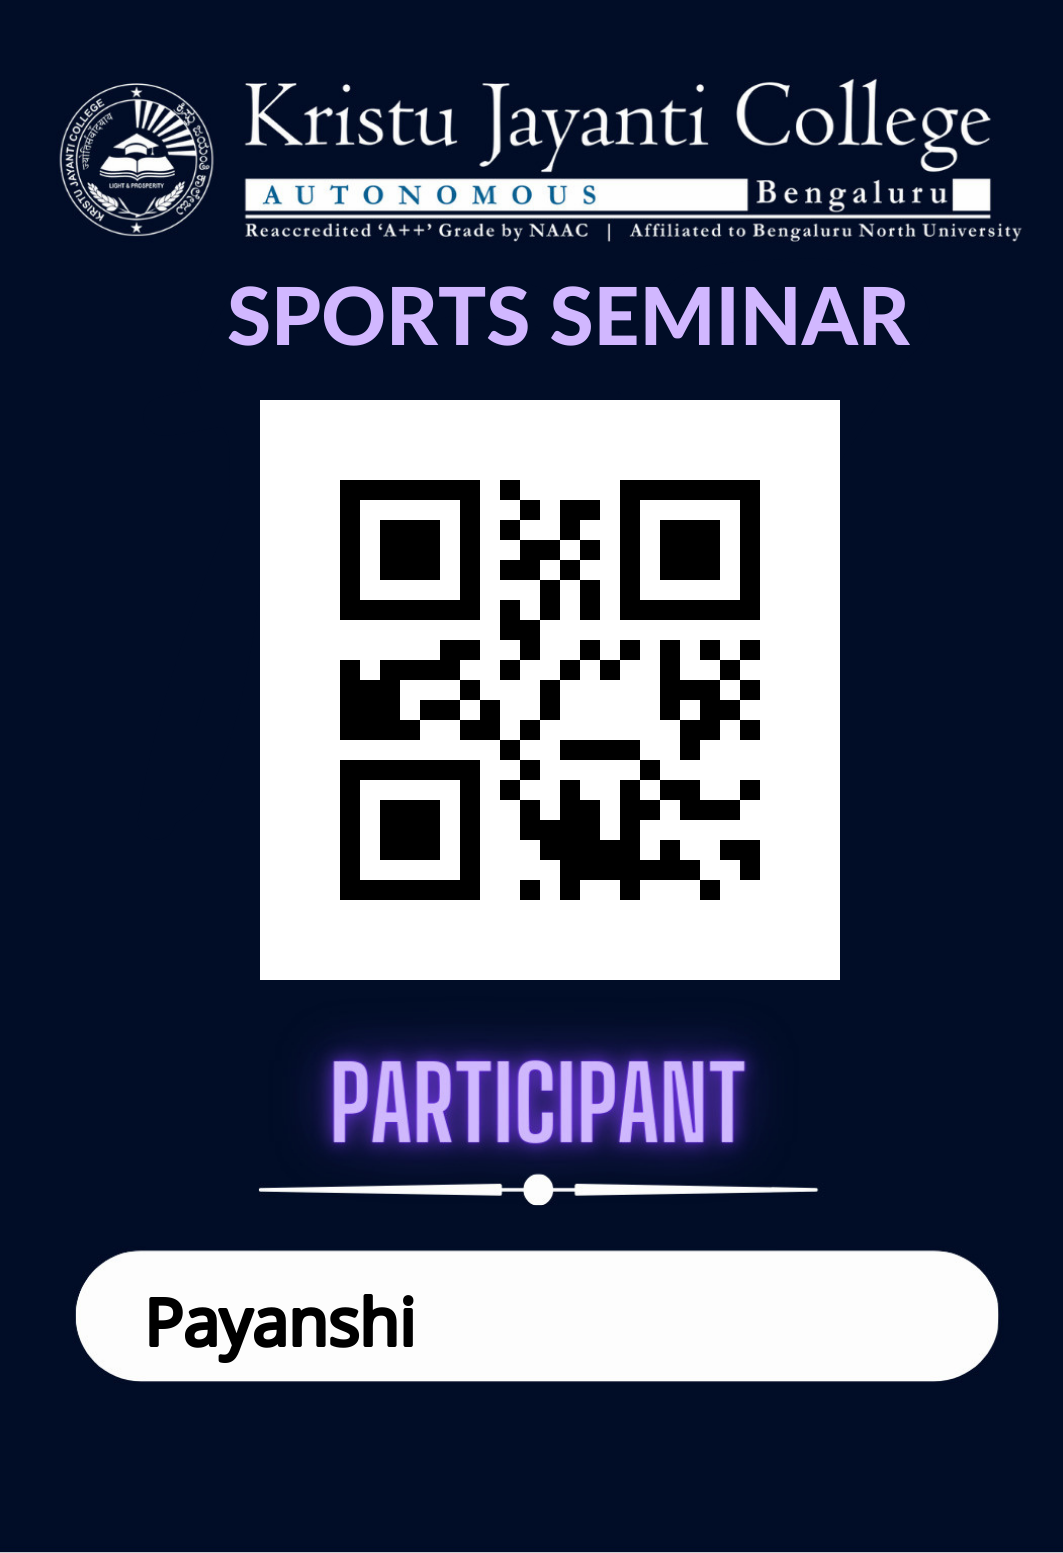 KRISTU JAYANTI COLLEGE
LIGHT & PROSPERITY
Kristu Jayanti College
AUTONOMOUS
Bengaluru
Reaccredited ‘A++’ Grade by NAAC | Affiliated to Bengaluru North University
SPORTS SEMINAR
PARTICIPANT
Payanshi